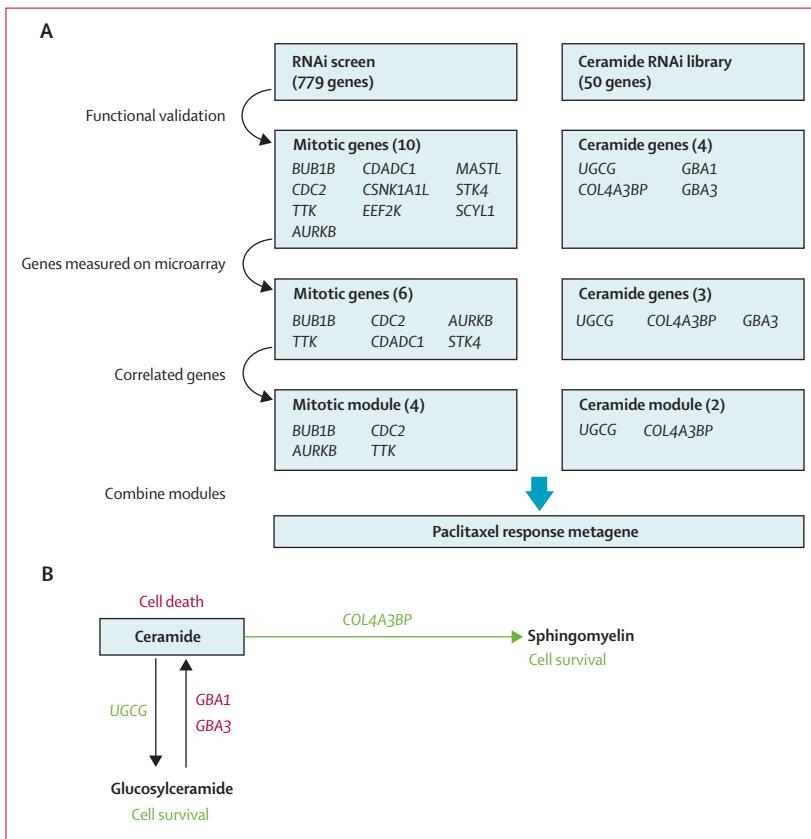 A
RNAi screen
(779 genes)
Ceramide RNAi library
(50 genes)
Functional validation
Mitotic genes (10)
BUB1B CDADC1 MASTL
CDC2 CSNK1A1L STK4
TTK EEF2K SCYL1
AURKB
Ceramide genes (4)
UGCG GBA1
COL4A3BP GBA3
Genes measured on microarray
Mitotic genes (6)
BUB1B CDC2 AURKB
TTK CDADC1 STK4
Ceramide genes (3)
UGCG COL4A3BP GBA3
Correlated genes
Mitotic module (4)
BUB1B CDC2
AURKB TTK
Ceramide module (2)
UGCG COL4A3BP
Combine modules
Paclitaxel response metagene
B
Cell death
Ceramide
COL4A3BP
Sphingomyelin
Cell survival
UGCG
GBA1
GBA3
Glucosylceramide
Cell survival